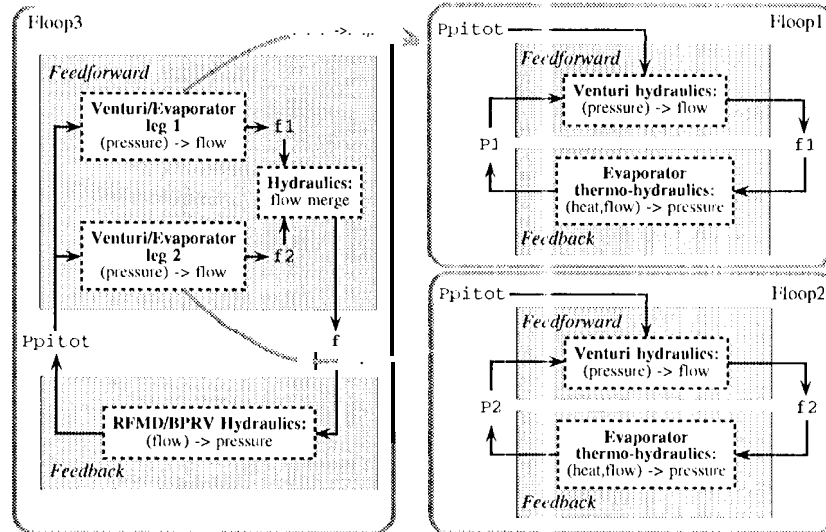 Floop3
Feedforward
Venturi/Evaporator
leg 1
(pressure) -> flow
f1
Hydraulics:
flow merge
Venturi/Evaporator
leg 2
(pressure) -> flow
f2
Ppitot
f
RFMD/BPRV Hydraulics:
(flow) -> pressure
Feedback
Floop1
Ppitot
Feedforward
Venturi hydraulics:
(pressure) -> flow
P1
f1
Evaporator
thermo-hydraulics:
(heat,flow) -> pressure
Feedback
Floop2
Ppitot
Feedforward
Venturi hydraulics:
(pressure) -> flow
P2
f2
Evaporator
thermo-hydraulics:
(heat,flow) -> pressure
Feedback